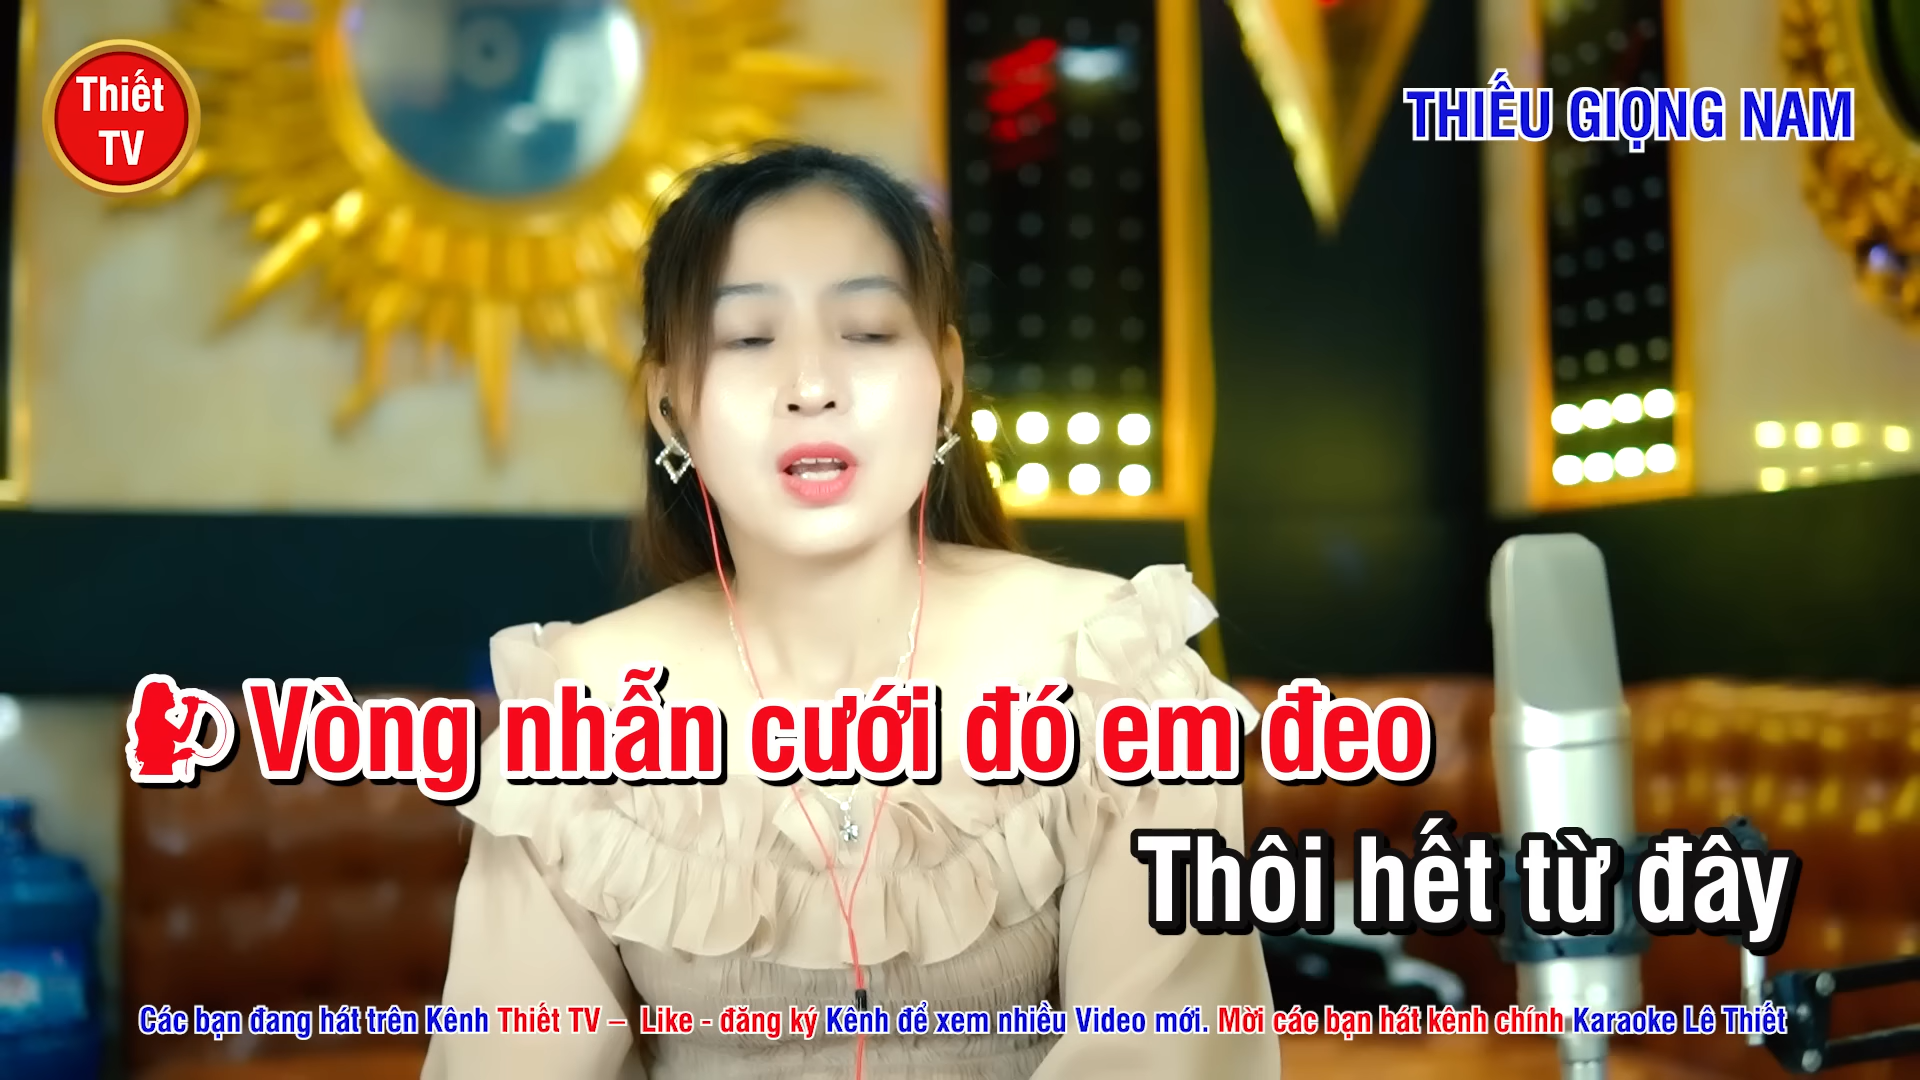 Thiết
TV
THIẾU GIỌNG NAM
Vòng nhẫn cưới đó em đeo
Thôi hết từ đây
Các bạn đang hát trên Kênh Thiết TV – Like - đăng ký Kênh để xem nhiều Video mới. Mời các bạn hát kênh chính Karaoke Lê Thiết